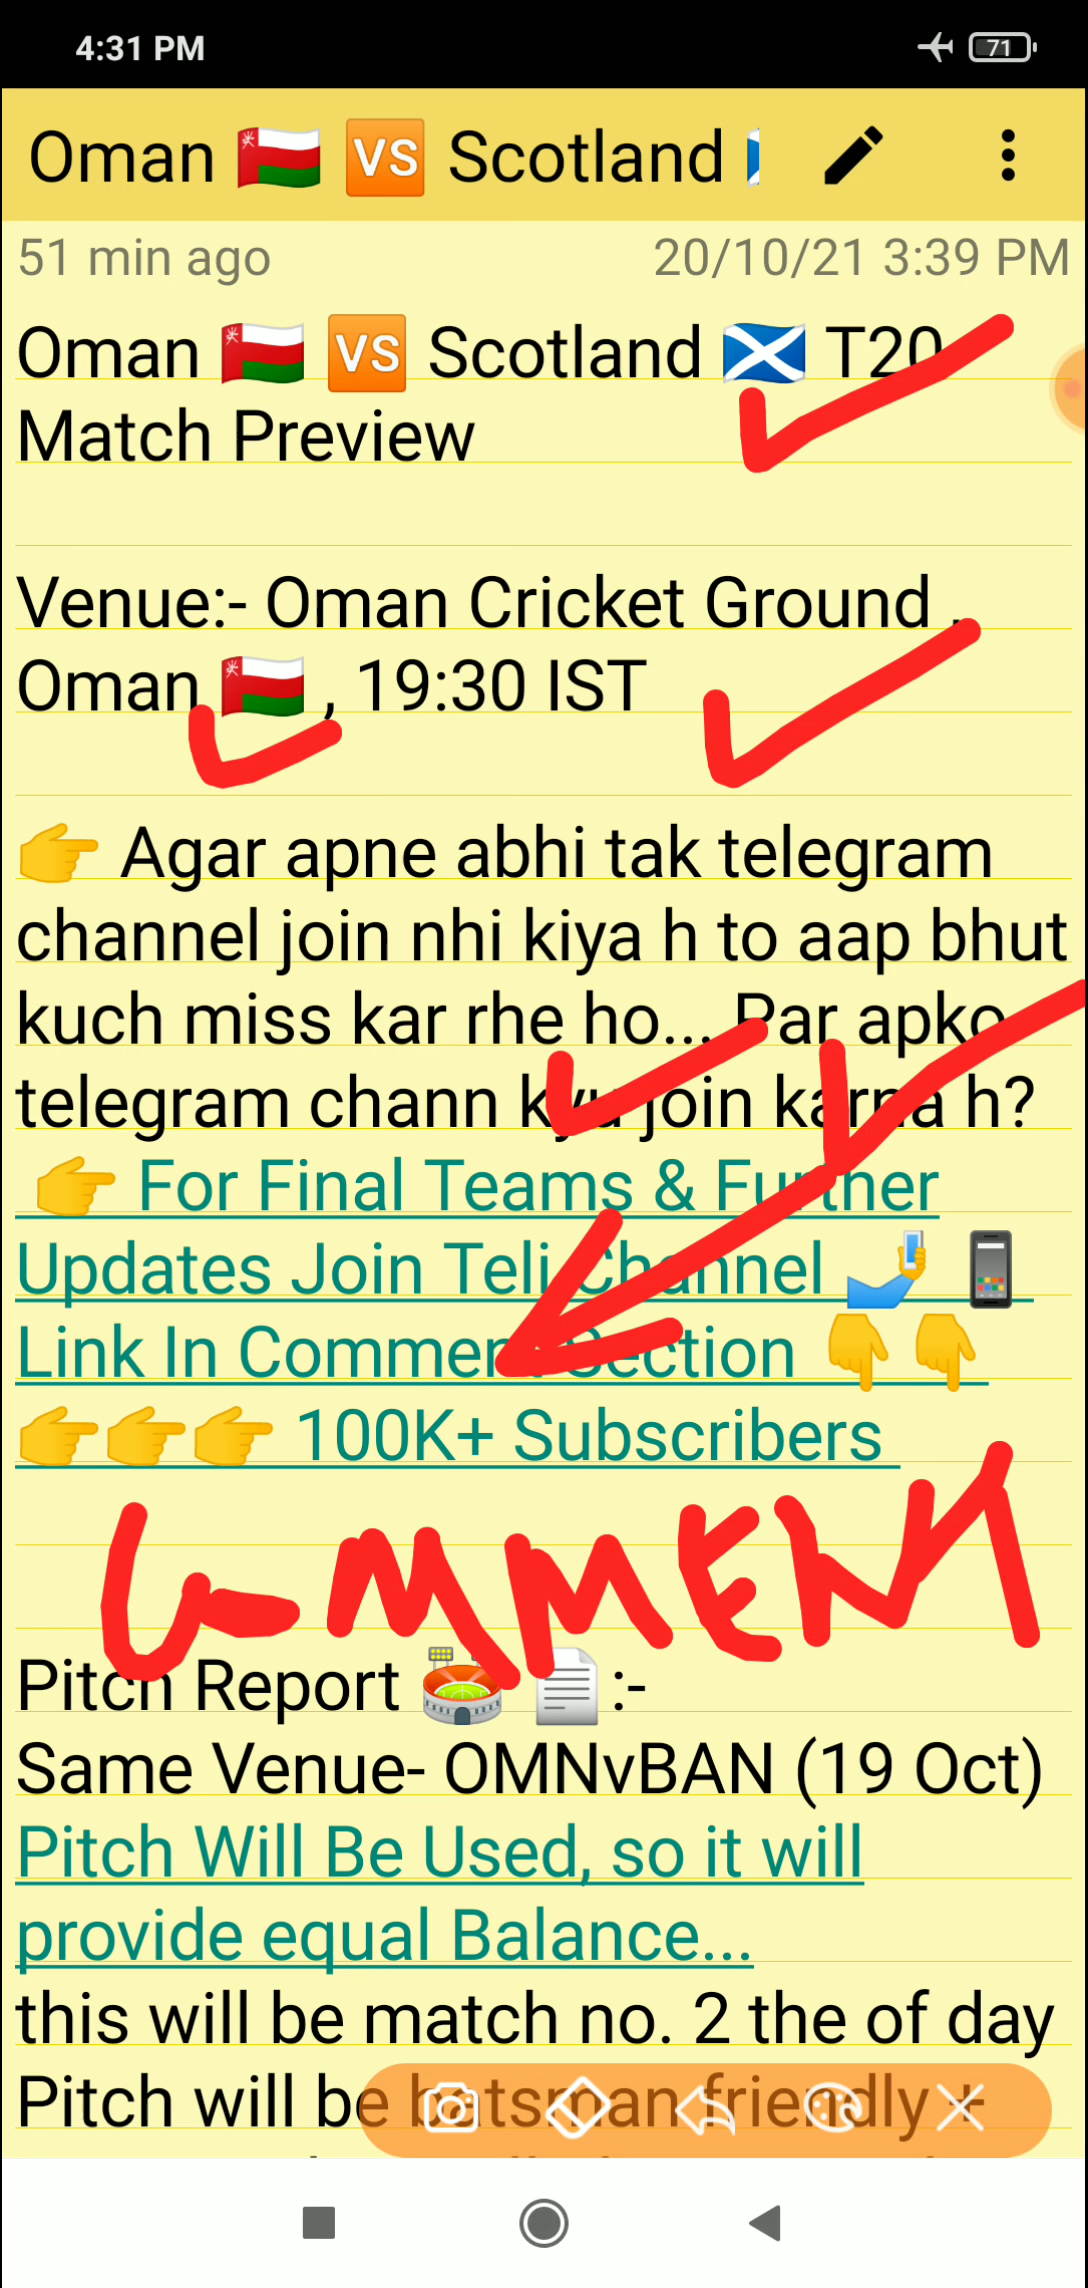 4:31 PM 71
Oman 🇴🇲 🆚 Scotland
51 min ago 20/10/21 3:39 PM
Oman 🇴🇲 🆚 Scotland 🏴󠁧󠁢󠁳󠁣󠁴󠁿 T20
Match Preview
Venue:- Oman Cricket Ground ,
Oman 🇴🇲 , 19:30 IST
👉 Agar apne abhi tak telegram
channel join nhi kiya h to aap bhut
kuch miss kar rhe ho... Par apko
telegram chann kyu join karna h?
👉 For Final Teams & Further
Updates Join Teli Channel 🤳 📱
Link In Comment Section 👇👇
👉👉👉 100K+ Subscribers
COMMENT
Pitch Report 🏟 📄 :-
Same Venue- OMNvBAN (19 Oct)
Pitch Will Be Used, so it will
provide equal Balance...
this will be match no. 2 the of day
Pitch will be batsman friendly +